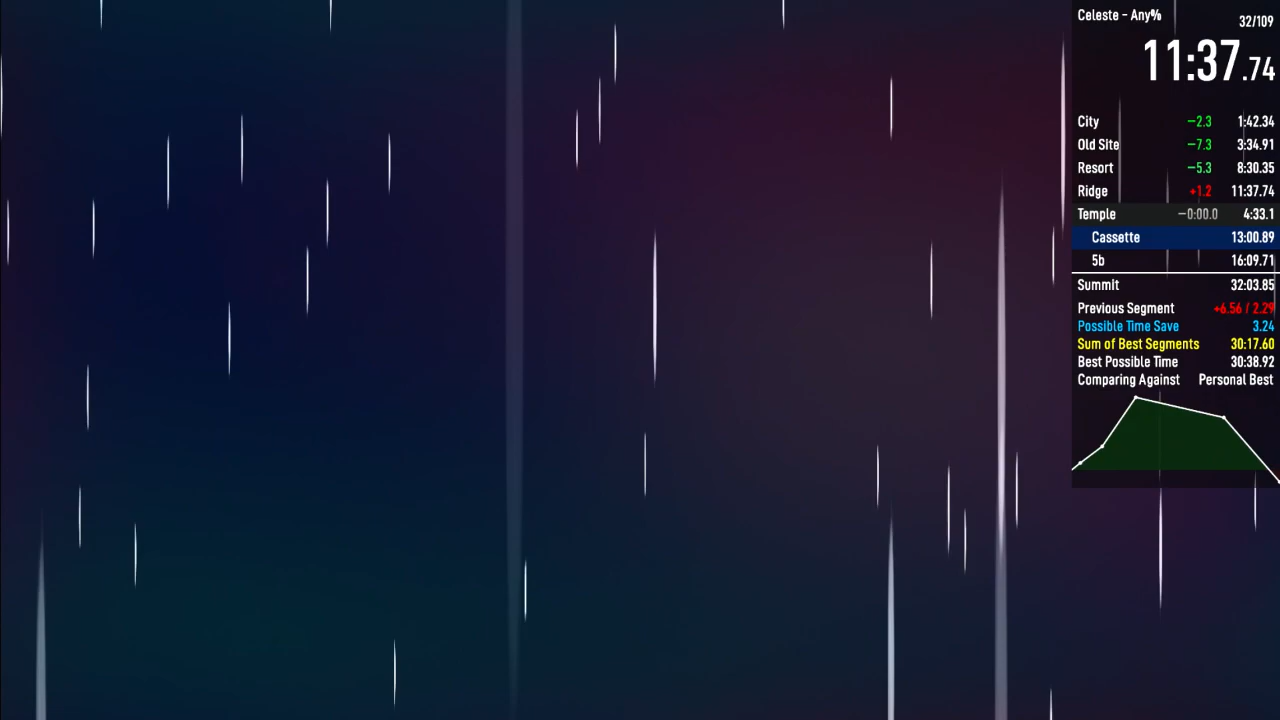 Celeste - Any%
32/109
11:37.74
City −2.3 1:42.34
Old Site −7.3 3:34.91
Resort −5.3 8:30.35
Ridge +1.2 11:37.74
Temple −0:00.0 4:33.1
Cassette 13:00.89
5b 16:09.71
Summit 32:03.85
Previous Segment +6.56 / 2.29
Possible Time Save 3.24
Sum of Best Segments 30:17.60
Best Possible Time 30:38.92
Comparing Against Personal Best